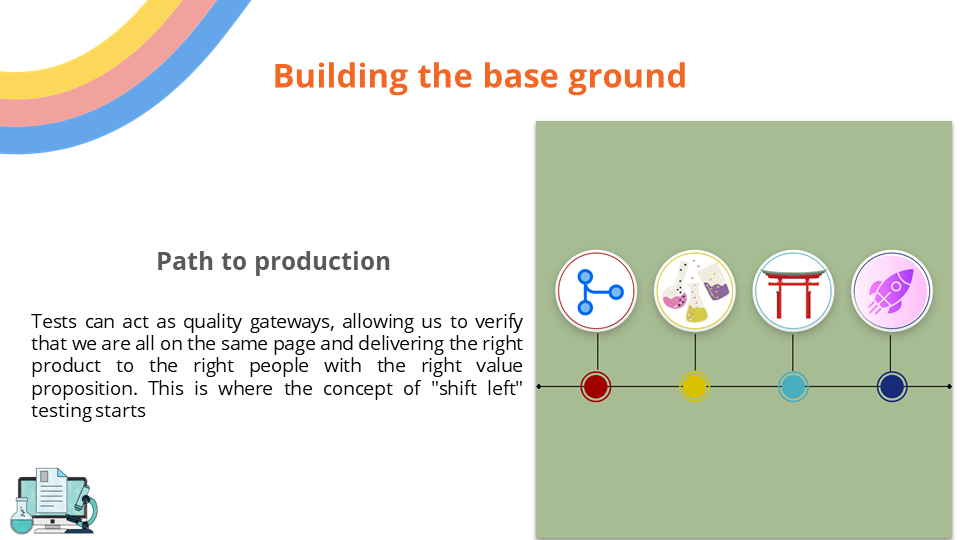 Building the base ground
Path to production
Tests can act as quality gateways, allowing us to verify
that we are all on the same page and delivering the right
product to the right people with the right value
proposition. This is where the concept of "shift left"
testing starts